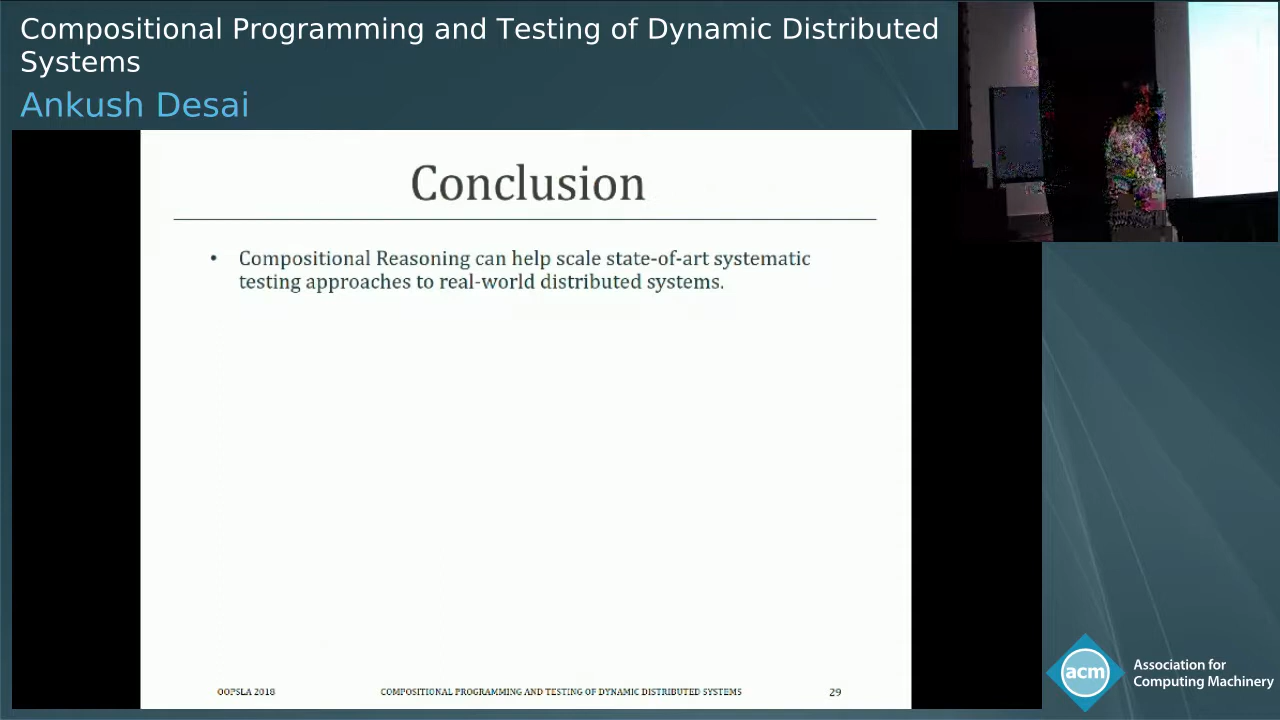 Compositional Programming and Testing of Dynamic Distributed
Systems
Ankush Desai
Conclusion
• Compositional Reasoning can help scale state-of-art systematic
testing approaches to real-world distributed systems.
OOPSLA 2018
COMPOSITIONAL PROGRAMMING AND TESTING OF DYNAMIC DISTRIBUTED SYSTEMS
29
acm
Association for
Computing Machinery